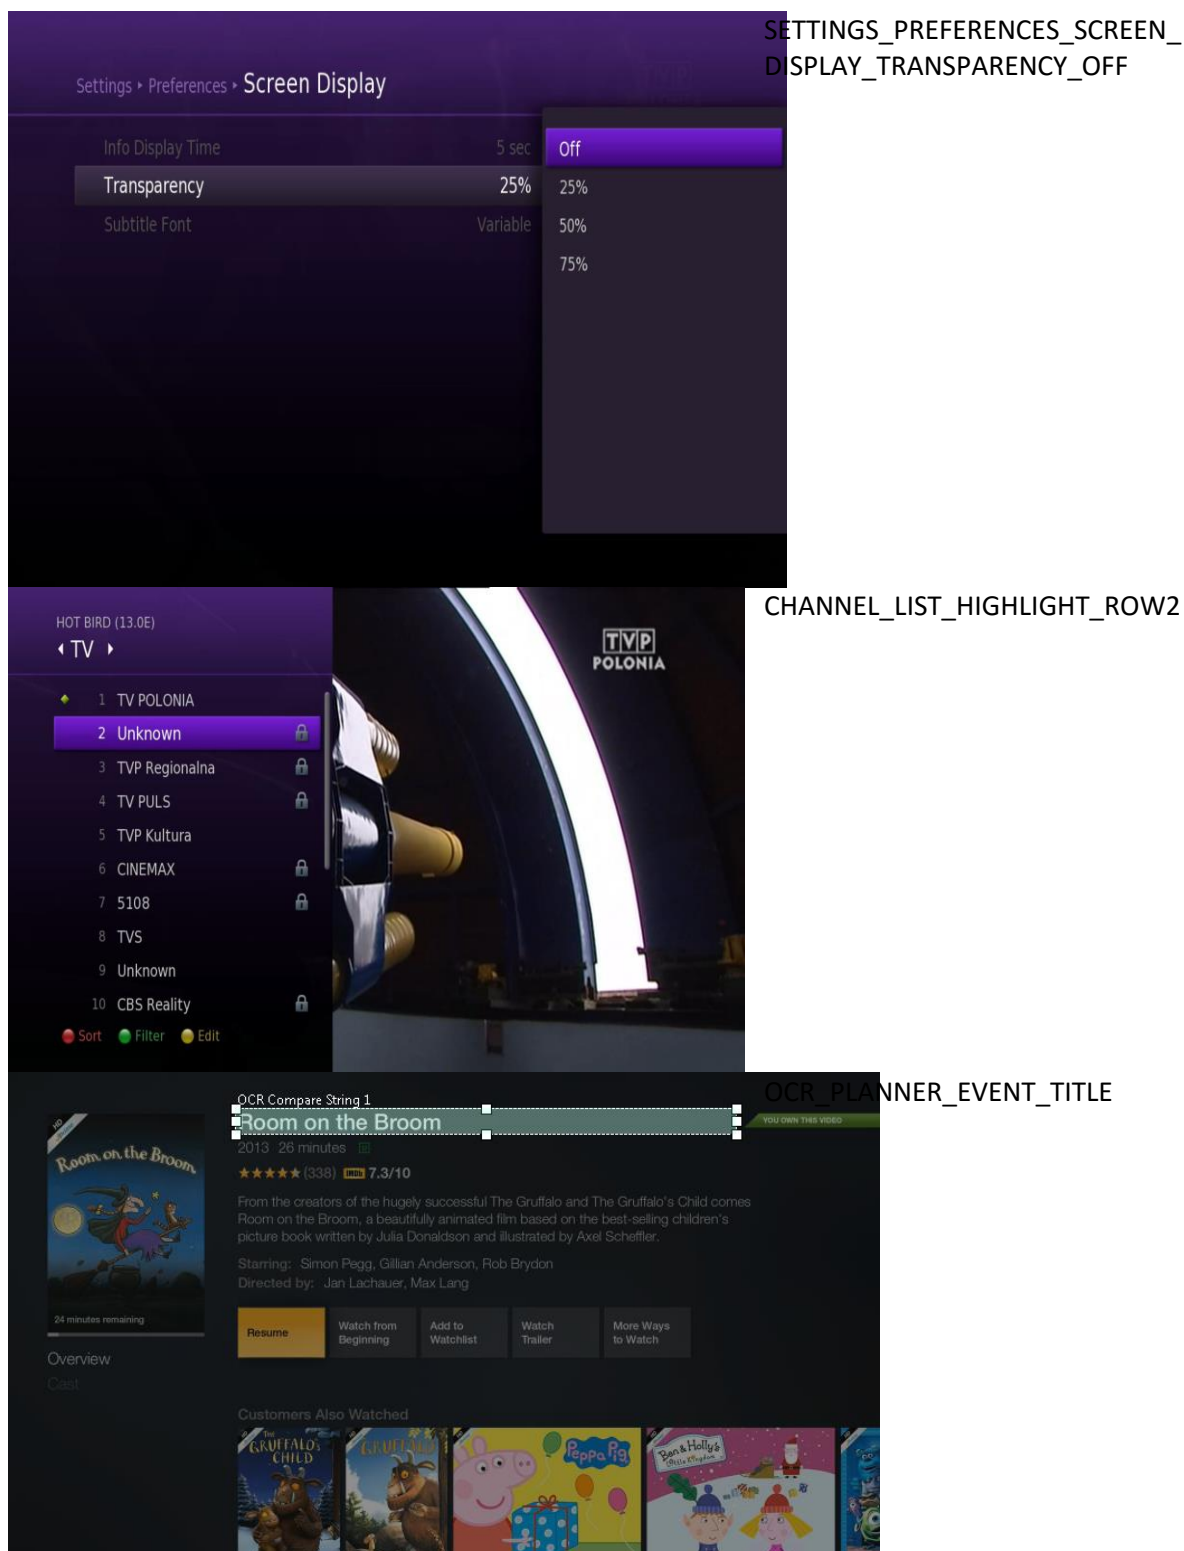 SETTINGS_PREFERENCES_SCREEN_
DISPLAY_TRANSPARENCY_OFF
Settings ▸ Preferences ▸ Screen Display
TVP
Info Display Time 5 sec
Transparency 25%
Subtitle Font Variable
Off
25%
50%
75%
CHANNEL_LIST_HIGHLIGHT_ROW2
HOT BIRD (13.0E)
TV
1 TV POLONIA
2 Unknown
3 TVP Regionalna
4 TV PULS
5 TVP Kultura
6 CINEMAX
7 5108
8 TVS
9 Unknown
10 CBS Reality
Sort Filter Edit
TVP
POLONIA
OCR_PLANNER_EVENT_TITLE
OCR Compare String 1
Room on the Broom
YOU OWN THIS VIDEO
2013 26 minutes
(338) IMDb 7.3/10
From the creators of the hugely successful The Gruffalo and The Gruffalo's Child comes
Room on the Broom, a beautifully animated film based on the best-selling children's
picture book written by Julia Donaldson and illustrated by Axel Scheffler.
Starring: Simon Pegg, Gillian Anderson, Rob Brydon
Directed by: Jan Lachauer, Max Lang
HD
Room on the Broom
24 minutes remaining
Overview
Cast
Resume
Watch from
Beginning
Add to
Watchlist
Watch
Trailer
More Ways
to Watch
Customers Also Watched
THE
GRUFFALO'S
CHILD
GRUFFALO
Peppa Pig
Ben & Holly's
Little Kingdom